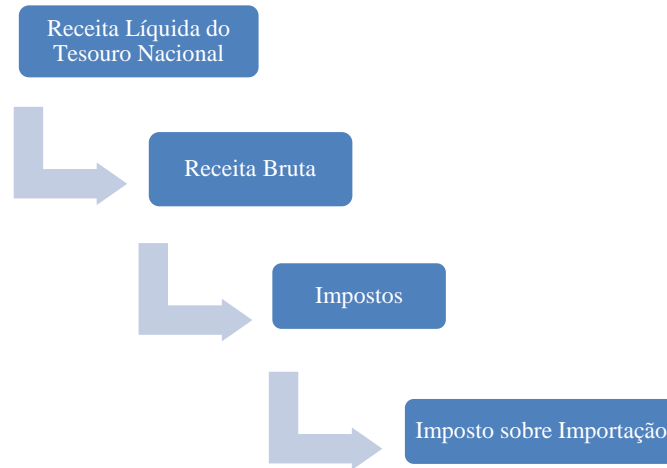 Receita Líquida do
Tesouro Nacional
Receita Bruta
Impostos
Imposto sobre Importação